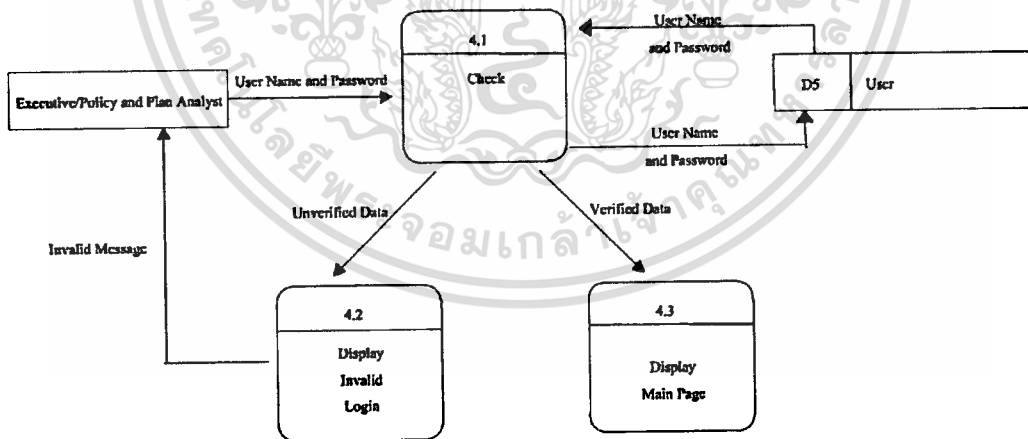 User Name
and Password
4.1
Check
D5
User
User Name and Password
Executive/Policy and Plan Analyst
User Name
and Password
Unverified Data
Verified Data
Invalid Message
4.2
Display
Invalid
Login
4.3
Display
Main Page